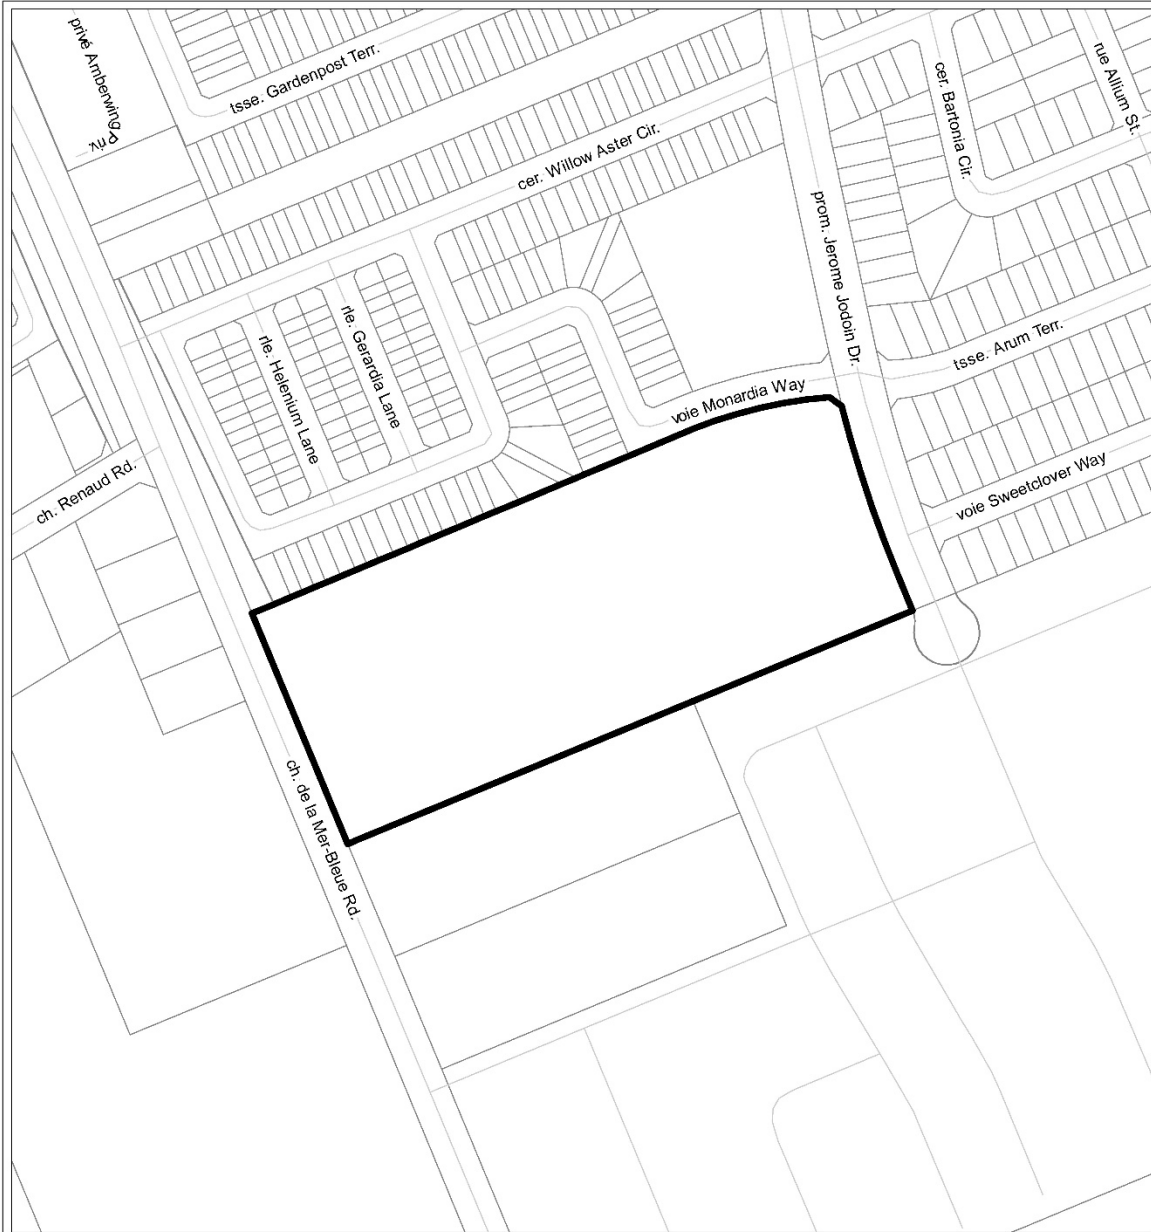 privé Amberwing
Priv.
tsse. Gardenpost Terr.
cer. Willow Aster Cir.
cer. Bartonia Cir.
rue Allium St.
prom. Jerome Jodoin Dr.
rle. Helenium Lane
rle. Gerardia Lane
tsse. Arum Terr.
voie Monardia Way
ch. Renaud Rd.
voie Sweetclover Way
ch. de la Mer-Bleue Rd.